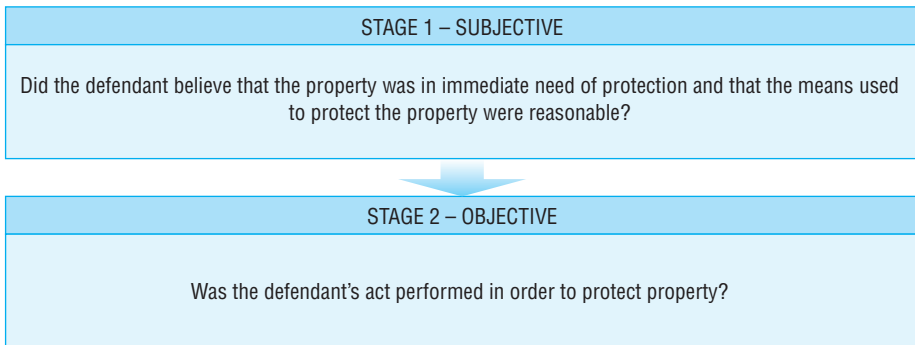 STAGE 1 – SUBJECTIVE
Did the defendant believe that the property was in immediate need of protection and that the means used
to protect the property were reasonable?
STAGE 2 – OBJECTIVE
Was the defendant’s act performed in order to protect property?